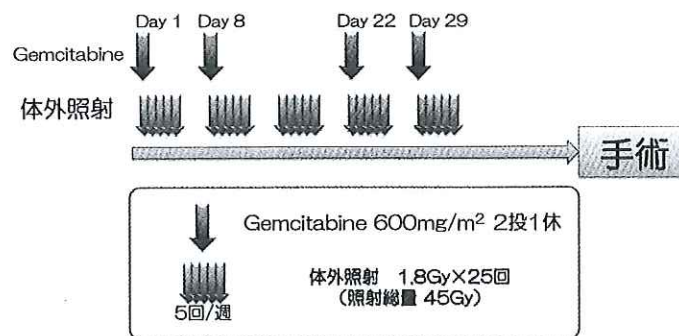 Day 1 Day 8 Day 22 Day 29
Gemcitabine
体外照射
手術
Gemcitabine 600mg/m² 2投1休
体外照射 1.8Gy×25回
（照射総量 45Gy）
5回/週